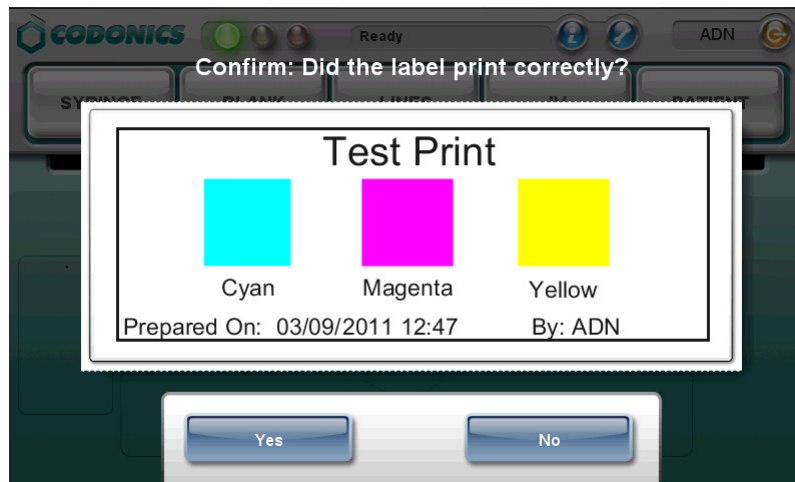 CODONICS
Ready
ADN
Confirm: Did the label print correctly?
Test Print
Cyan Magenta Yellow
Prepared On: 03/09/2011 12:47 By: ADN
Yes No